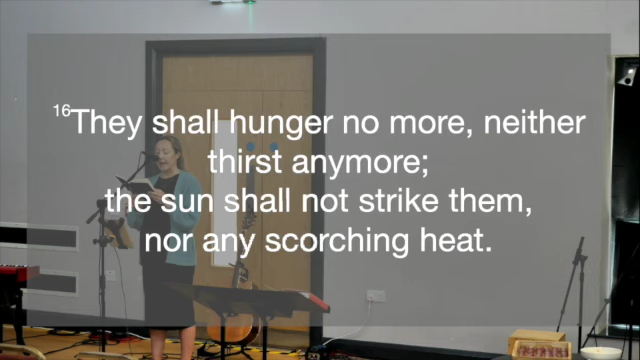 16They shall hunger no more, neither
thirst anymore;
the sun shall not strike them,
nor any scorching heat.